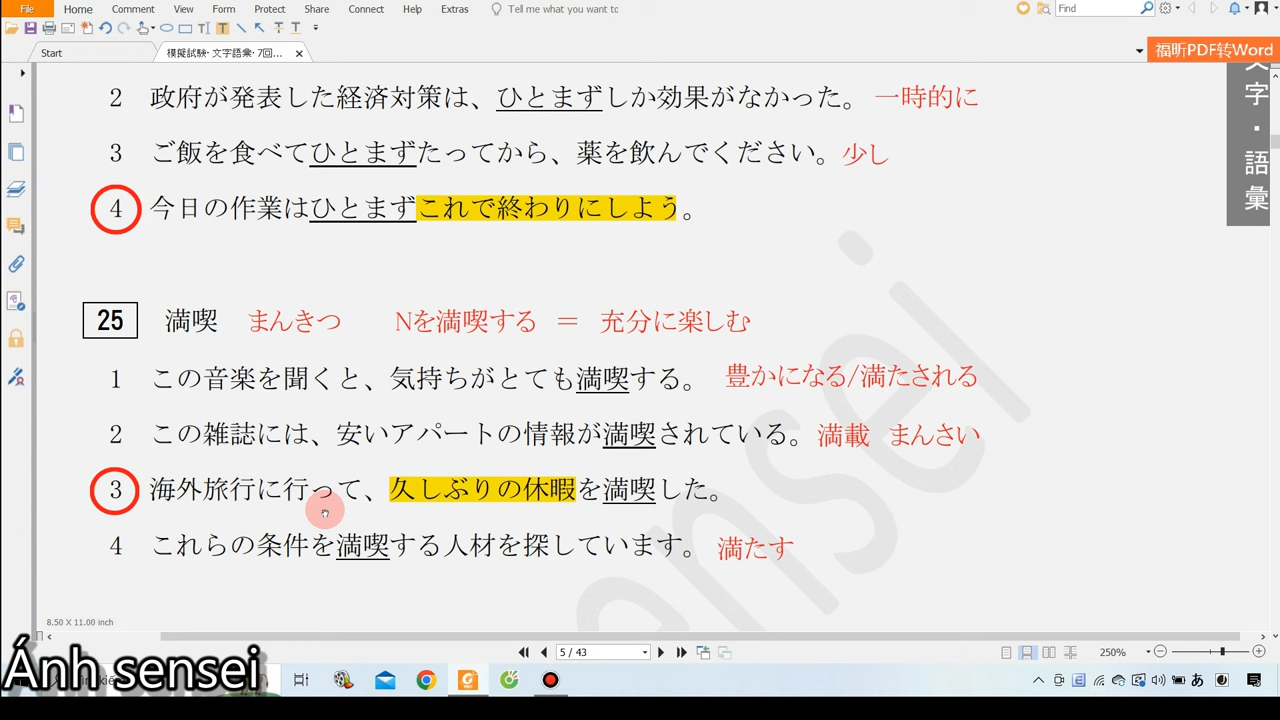 File Home Comment View Form Protect Share Connect Help Extras Tell me what you want to Find
Start 模擬試験・文字語彙・7回... 福昕PDF转Word
文字・語彙
2 政府が発表した経済対策は、ひとまずしか効果がなかった。 一時的に
3 ご飯を食べてひとまずたってから、薬を飲んでください。 少し
4 今日の作業はひとまずこれで終わりにしよう。
25 満喫 まんきつ Nを満喫する = 充分に楽しむ
1 この音楽を聞くと、気持ちがとても満喫する。 豊かになる/満たされる
2 この雑誌には、安いアパートの情報が満喫されている。 満載 まんさい
3 海外旅行に行って、久しぶりの休暇を満喫した。
4 これらの条件を満喫する人材を探しています。 満たす
ansei
8.50 X 11.00 inch
5 / 43 250%
Ánh sensei
あ